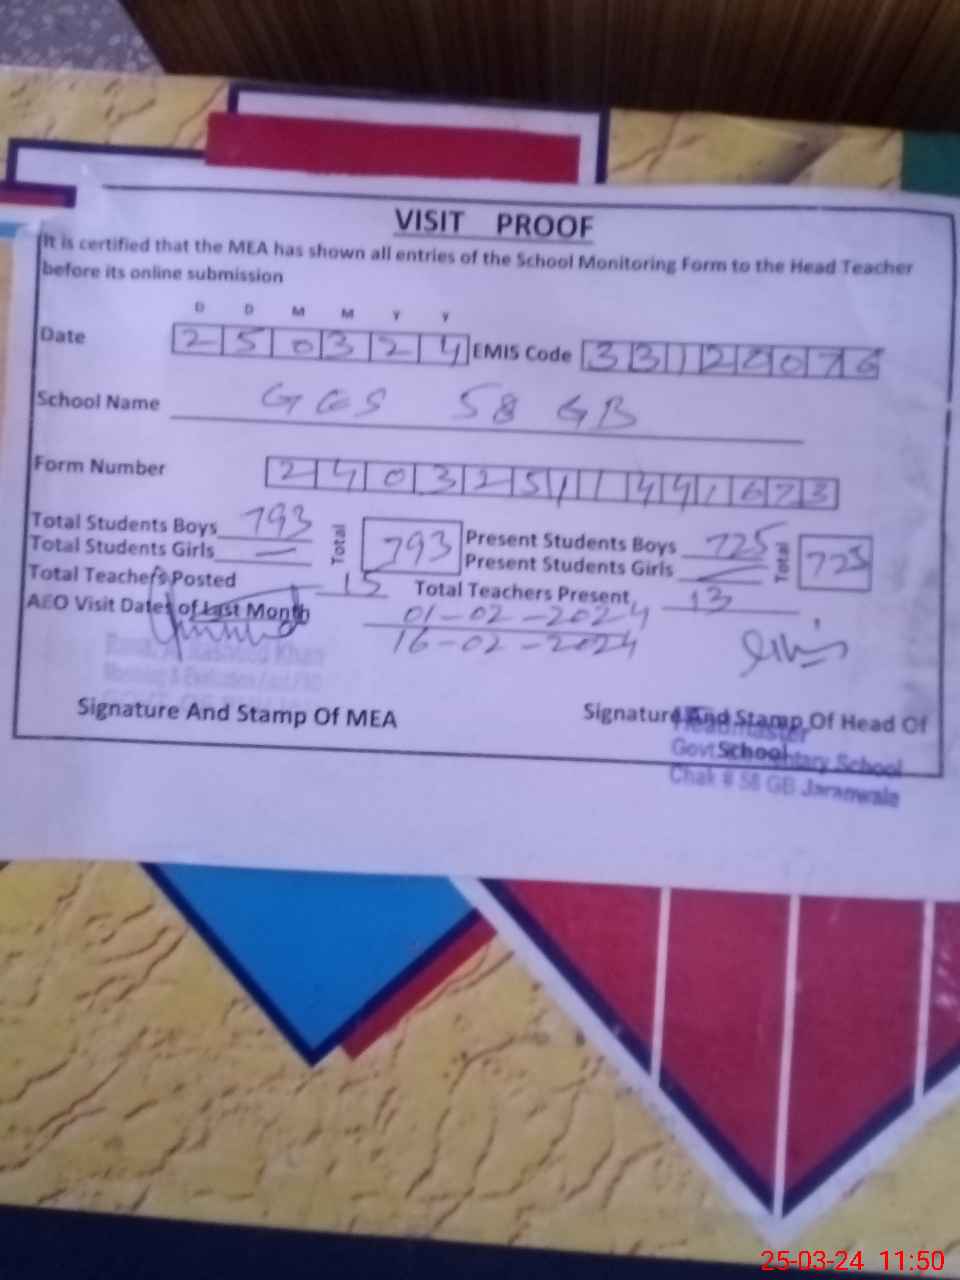 VISIT PROOF
It is certified that the MEA has shown all entries of the School Monitoring Form to the Head Teacher
before its online submission
D D M M Y Y
Date 2 5 0 3 2 4 EMIS Code 3 3 1 2 0 0 7 6
School Name GES 58 GB
Form Number 2 4 0 3 2 5 1 1 4 4 1 6 7 3
Total Students Boys 793 Total 793 Present Students Boys 725 Total 725
Total Students Girls — Present Students Girls —
Total Teachers Posted 15 Total Teachers Present 13
AEO Visit Dates of Last Month 01-02-2024
16-02-2024
Rashid Khan
Signature And Stamp Of MEA
Signature And Stamp Of Head Of
School
Headmaster
Govt School
Chak # 58 GB Jaranwala
25-03-24 11:50